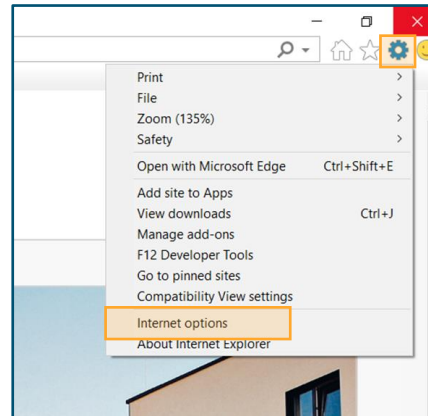 Print
File
Zoom (135%)
Safety
Open with Microsoft Edge Ctrl+Shift+E
Add site to Apps
View downloads Ctrl+J
Manage add-ons
F12 Developer Tools
Go to pinned sites
Compatibility View settings
Internet options
About Internet Explorer